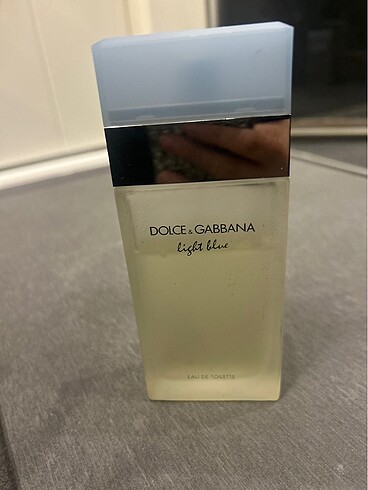 DOLCE & GABBANA
light blue
EAU DE TOILETTE